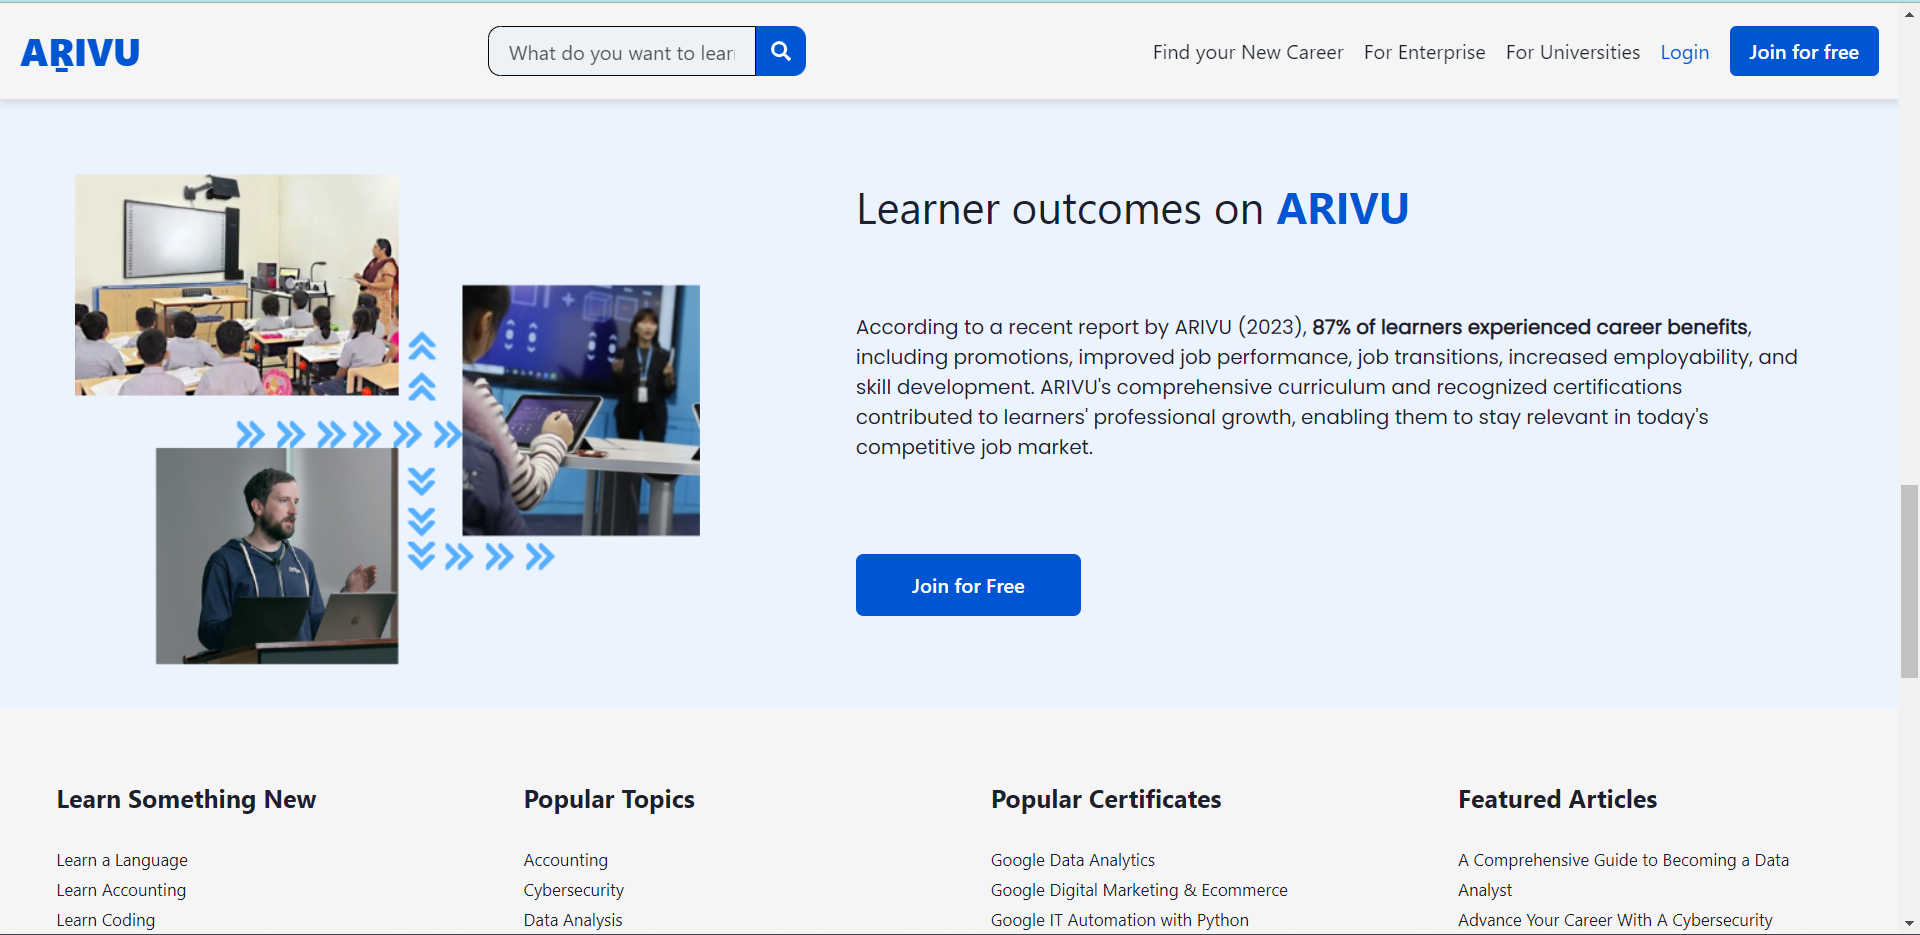 AṞIVU
What do you want to lear
Find your New Career
For Enterprise
For Universities
Login
Join for free
Learner outcomes on ARIVU
According to a recent report by ARIVU (2023), 87% of learners experienced career benefits,
including promotions, improved job performance, job transitions, increased employability, and
skill development. ARIVU's comprehensive curriculum and recognized certifications
contributed to learners' professional growth, enabling them to stay relevant in today's
competitive job market.
Join for Free
Learn Something New
Learn a Language
Learn Accounting
Learn Coding
Popular Topics
Accounting
Cybersecurity
Data Analysis
Popular Certificates
Google Data Analytics
Google Digital Marketing & Ecommerce
Google IT Automation with Python
Featured Articles
A Comprehensive Guide to Becoming a Data
Analyst
Advance Your Career With A Cybersecurity